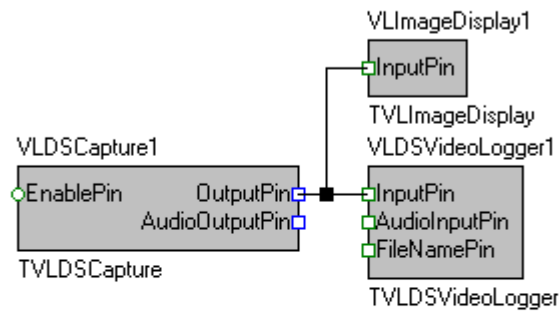 VLImageDisplay1
InputPin
TVLImageDisplay
VLDSCapture1
EnablePin
OutputPin
AudioOutputPin
TVLDSCapture
VLDSVideoLogger1
InputPin
AudioInputPin
FileNamePin
TVLDSVideoLogger